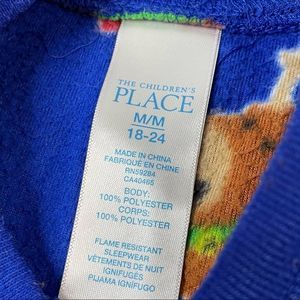 THE CHILDREN'S
PLACE
M/M
18-24
MADE IN CHINA
FABRIQUÉ EN CHINE
RN59284
CA40465
BODY:
100% POLYESTER
CORPS:
100% POLYESTER
FLAME RESISTANT
SLEEPWEAR
VÊTEMENTS DE NUIT
IGNIFUGÉS
PIJAMA IGNÍFUGO